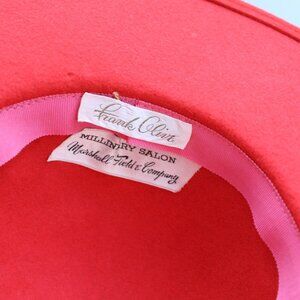 Frank Olive
MILLINERY SALON
Marshall Field & Company